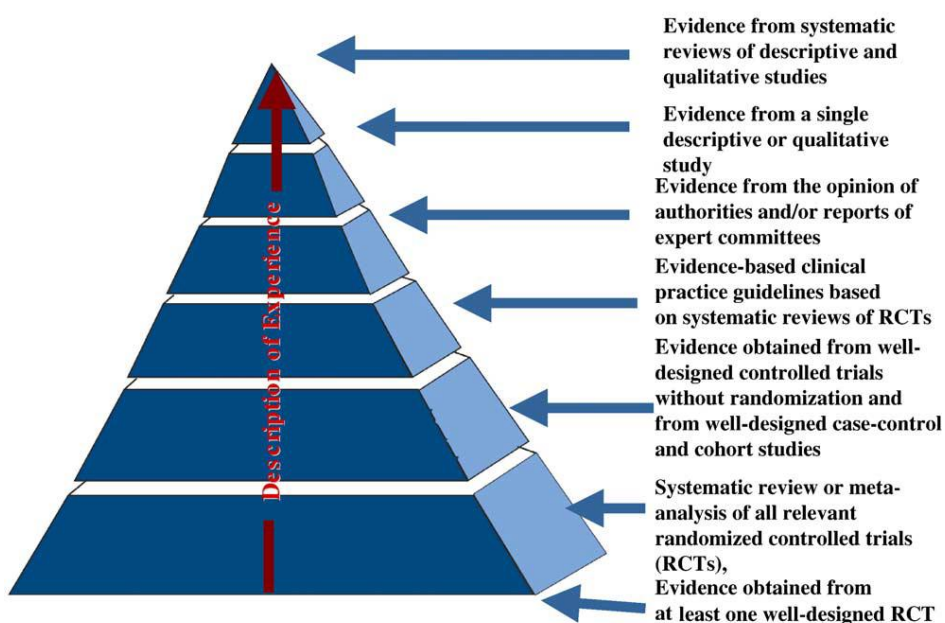 Evidence from systematic
reviews of descriptive and
qualitative studies
Evidence from a single
descriptive or qualitative
study
Evidence from the opinion of
authorities and/or reports of
expert committees
Evidence-based clinical
practice guidelines based
on systematic reviews of RCTs
Evidence obtained from well-
designed controlled trials
without randomization and
from well-designed case-control
and cohort studies
Systematic review or meta-
analysis of all relevant
randomized controlled trials
(RCTs),
Evidence obtained from
at least one well-designed RCT
Description of Experience